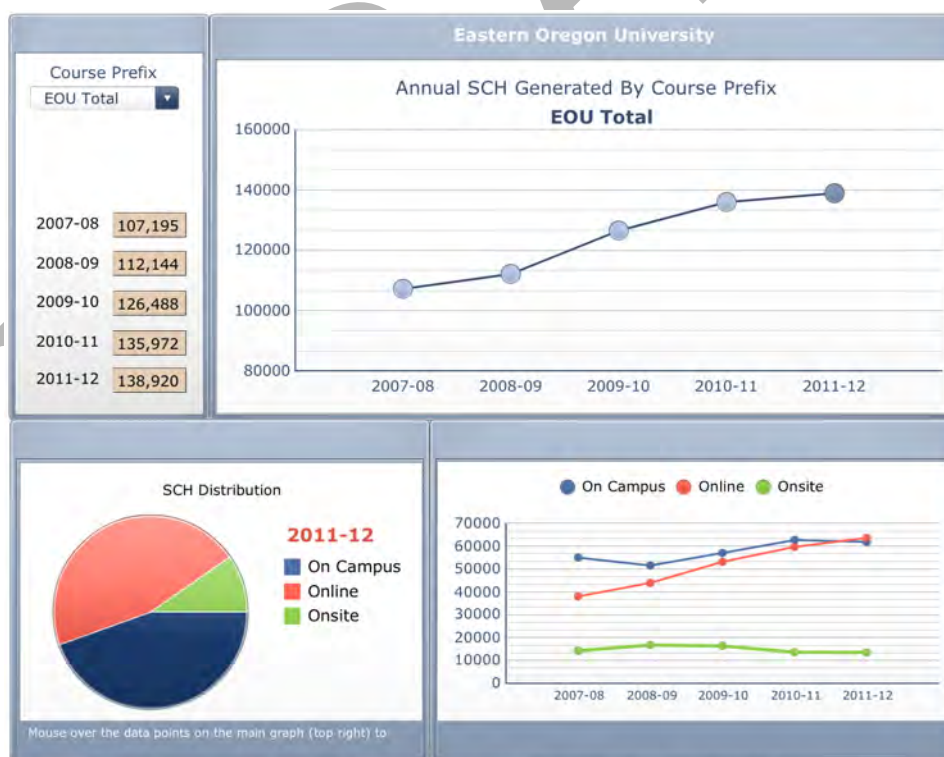 Eastern Oregon University
Course Prefix
EOU Total
2007-08 107,195
2008-09 112,144
2009-10 126,488
2010-11 135,972
2011-12 138,920
Annual SCH Generated By Course Prefix
EOU Total
160000
140000
120000
100000
80000
2007-08 2008-09 2009-10 2010-11 2011-12
SCH Distribution
2011-12
On Campus
Online
Onsite
Mouse over the data points on the main graph (top right) to
On Campus Online Onsite
70000
60000
50000
40000
30000
20000
10000
0
2007-08 2008-09 2009-10 2010-11 2011-12